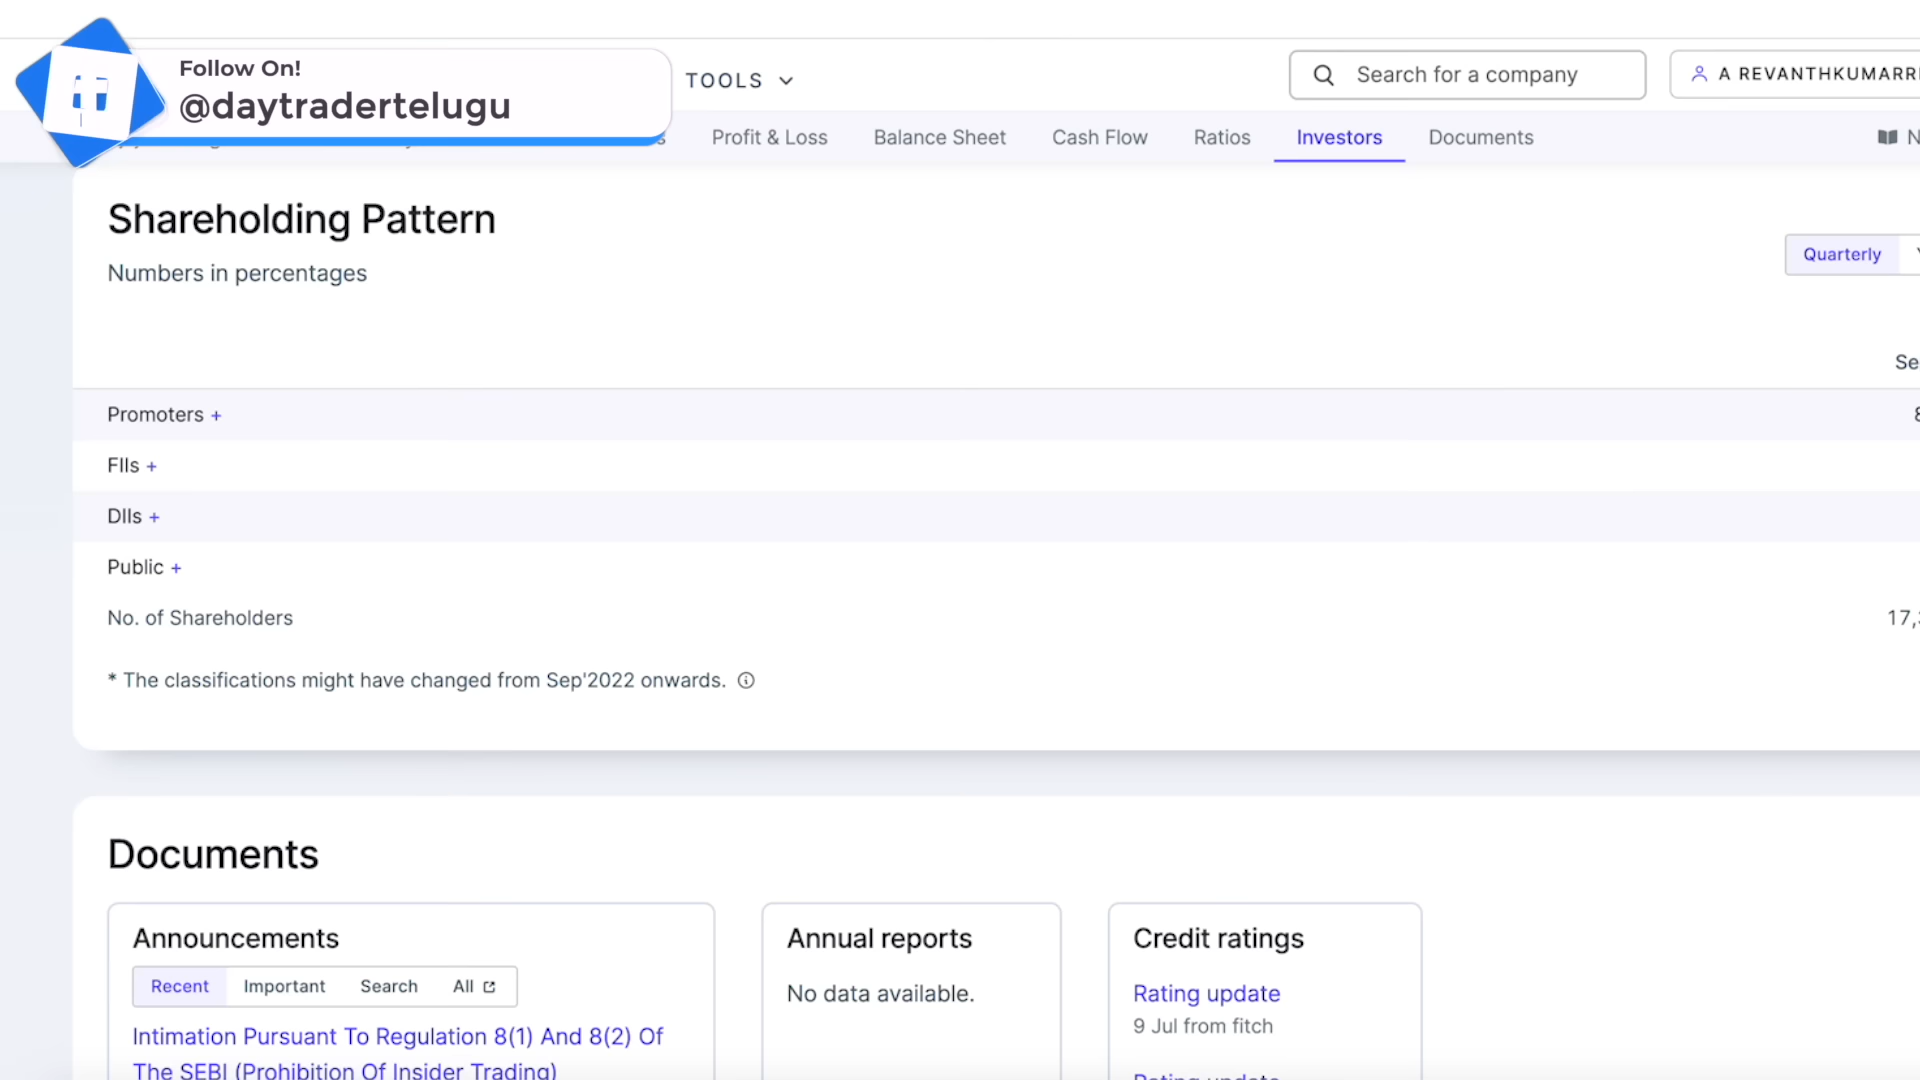 Follow On!
@daytradertelugu
TOOLS
Search for a company
A REVANTHKUMARR
Profit & Loss
Balance Sheet
Cash Flow
Ratios
Investors
Documents
Shareholding Pattern
Numbers in percentages
Quarterly
Promoters +
FIIs +
DIIs +
Public +
No. of Shareholders
* The classifications might have changed from Sep'2022 onwards.
Documents
Announcements
Recent
Important
Search
All
Intimation Pursuant To Regulation 8(1) And 8(2) Of
The SEBI (Prohibition Of Insider Trading)
Annual reports
No data available.
Credit ratings
Rating update
9 Jul from fitch
Rating update